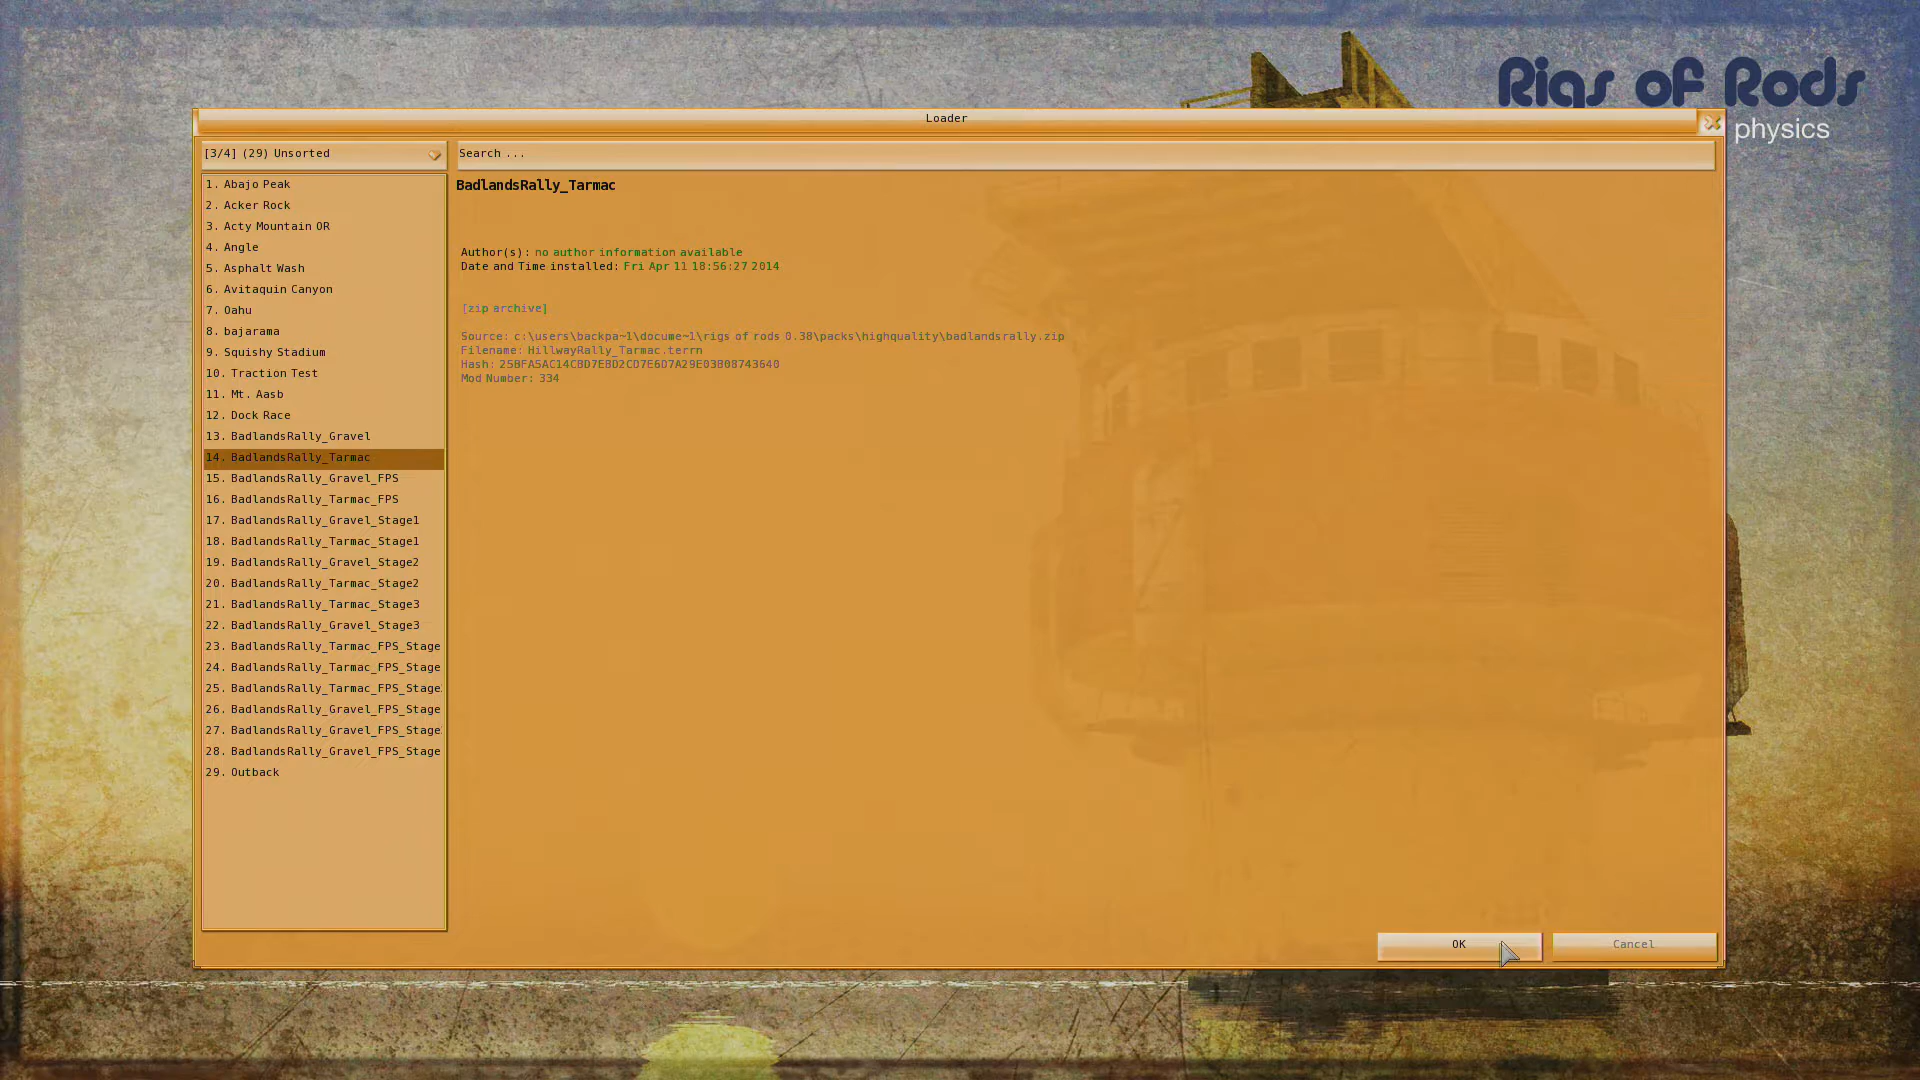 Rigs of Rods
physics
Loader
[3/4] (29) Unsorted
Search ...
1. Abajo Peak
2. Acker Rock
3. Acty Mountain OR
4. Angle
5. Asphalt Wash
6. Avitaquin Canyon
7. Oahu
8. bajarama
9. Squishy Stadium
10. Traction Test
11. Mt. Aasb
12. Dock Race
13. BadlandsRally_Gravel
14. BadlandsRally_Tarmac
15. BadlandsRally_Gravel_FPS
16. BadlandsRally_Tarmac_FPS
17. BadlandsRally_Gravel_Stage1
18. BadlandsRally_Tarmac_Stage1
19. BadlandsRally_Gravel_Stage2
20. BadlandsRally_Tarmac_Stage2
21. BadlandsRally_Tarmac_Stage3
22. BadlandsRally_Gravel_Stage3
23. BadlandsRally_Tarmac_FPS_Stage
24. BadlandsRally_Tarmac_FPS_Stage
25. BadlandsRally_Tarmac_FPS_Stage
26. BadlandsRally_Gravel_FPS_Stage
27. BadlandsRally_Gravel_FPS_Stage
28. BadlandsRally_Gravel_FPS_Stage
29. Outback
BadlandsRally_Tarmac
Author(s): no author information available
Date and Time installed: Fri Apr 11 18:56:27 2014
[zip archive]
Source: c:\users\backpa~1\docume~1\rigs of rods 0.38\packs\highquality\badlandsrally.zip
Filename: HillwayRally_Tarmac.terrn
Mod Number: 334
OK
Cancel